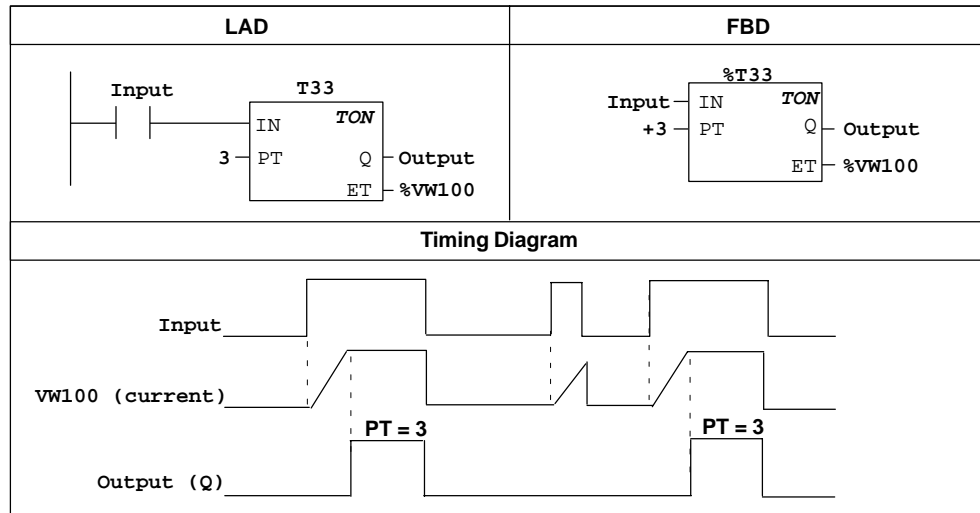 LAD
FBD
Input
T33
IN
TON
3
PT
Q
Output
ET
%VW100
%T33
Input
IN
TON
+3
PT
Q
Output
ET
%VW100
Timing Diagram
Input
VW100 (current)
PT = 3
PT = 3
Output (Q)